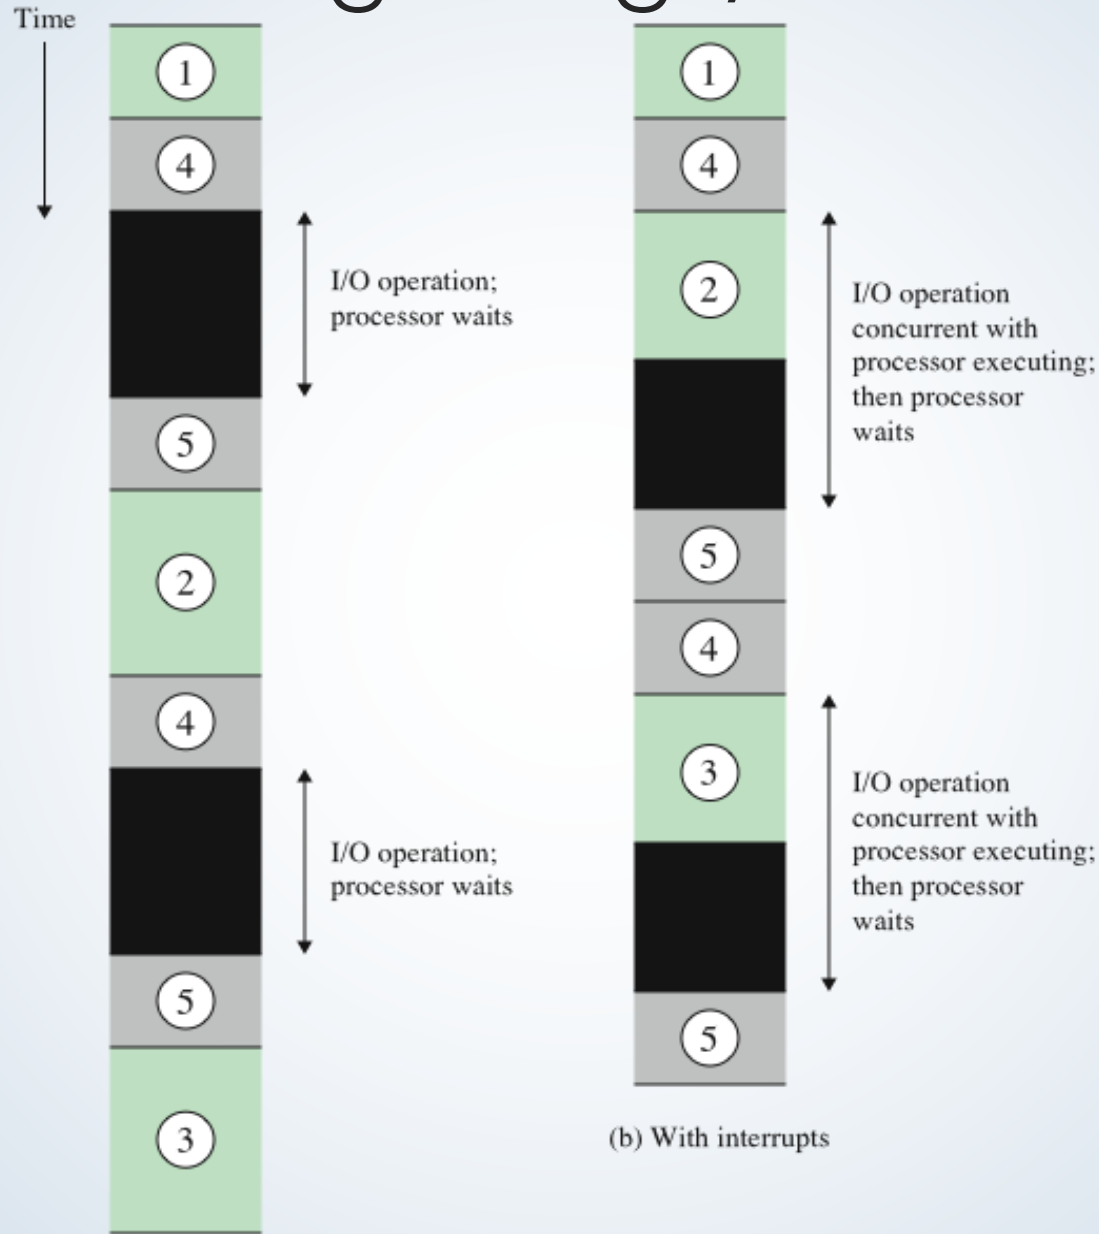 Time
1
4
I/O operation;
processor waits
5
2
4
I/O operation;
processor waits
5
3
1
4
2
I/O operation
concurrent with
processor executing;
then processor
waits
5
4
3
I/O operation
concurrent with
processor executing;
then processor
waits
5
(b) With interrupts